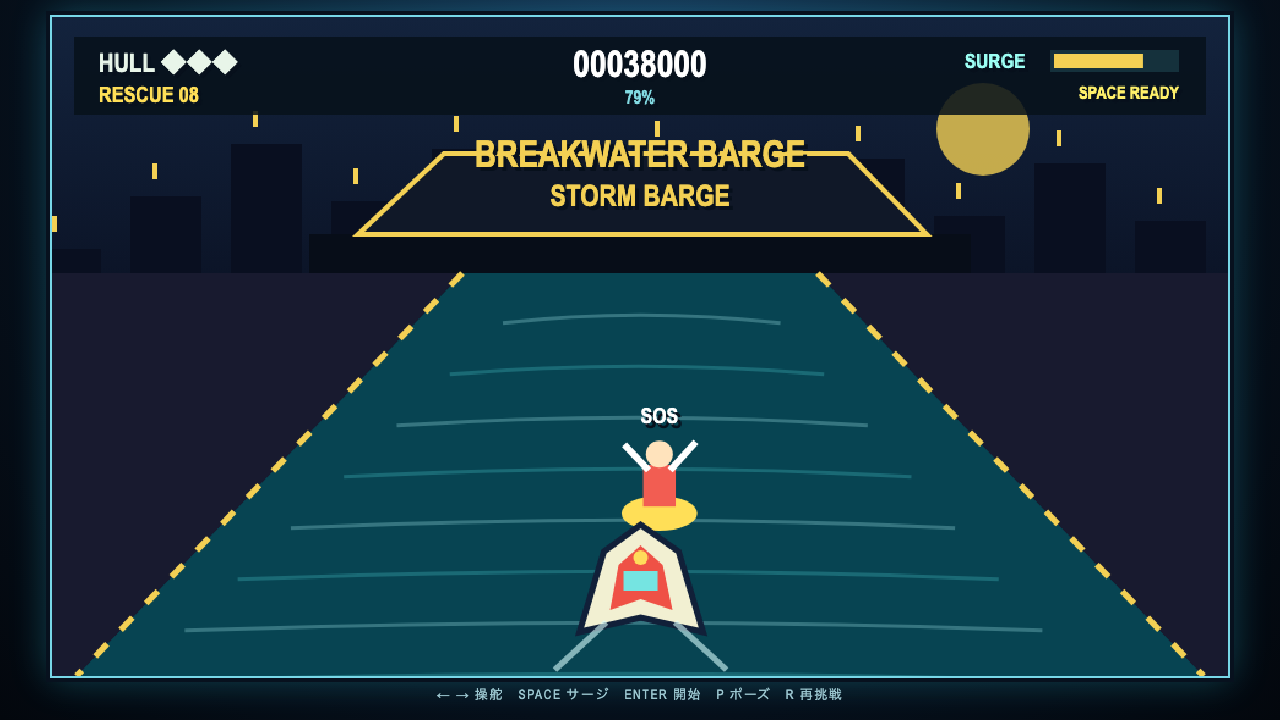 HULL
00038000
SURGE
RESCUE 08
79%
SPACE READY
BREAKWATER BARGE
STORM BARGE
SOS
← → 操舵 SPACE サージ ENTER 開始 P ポーズ R 再挑戦